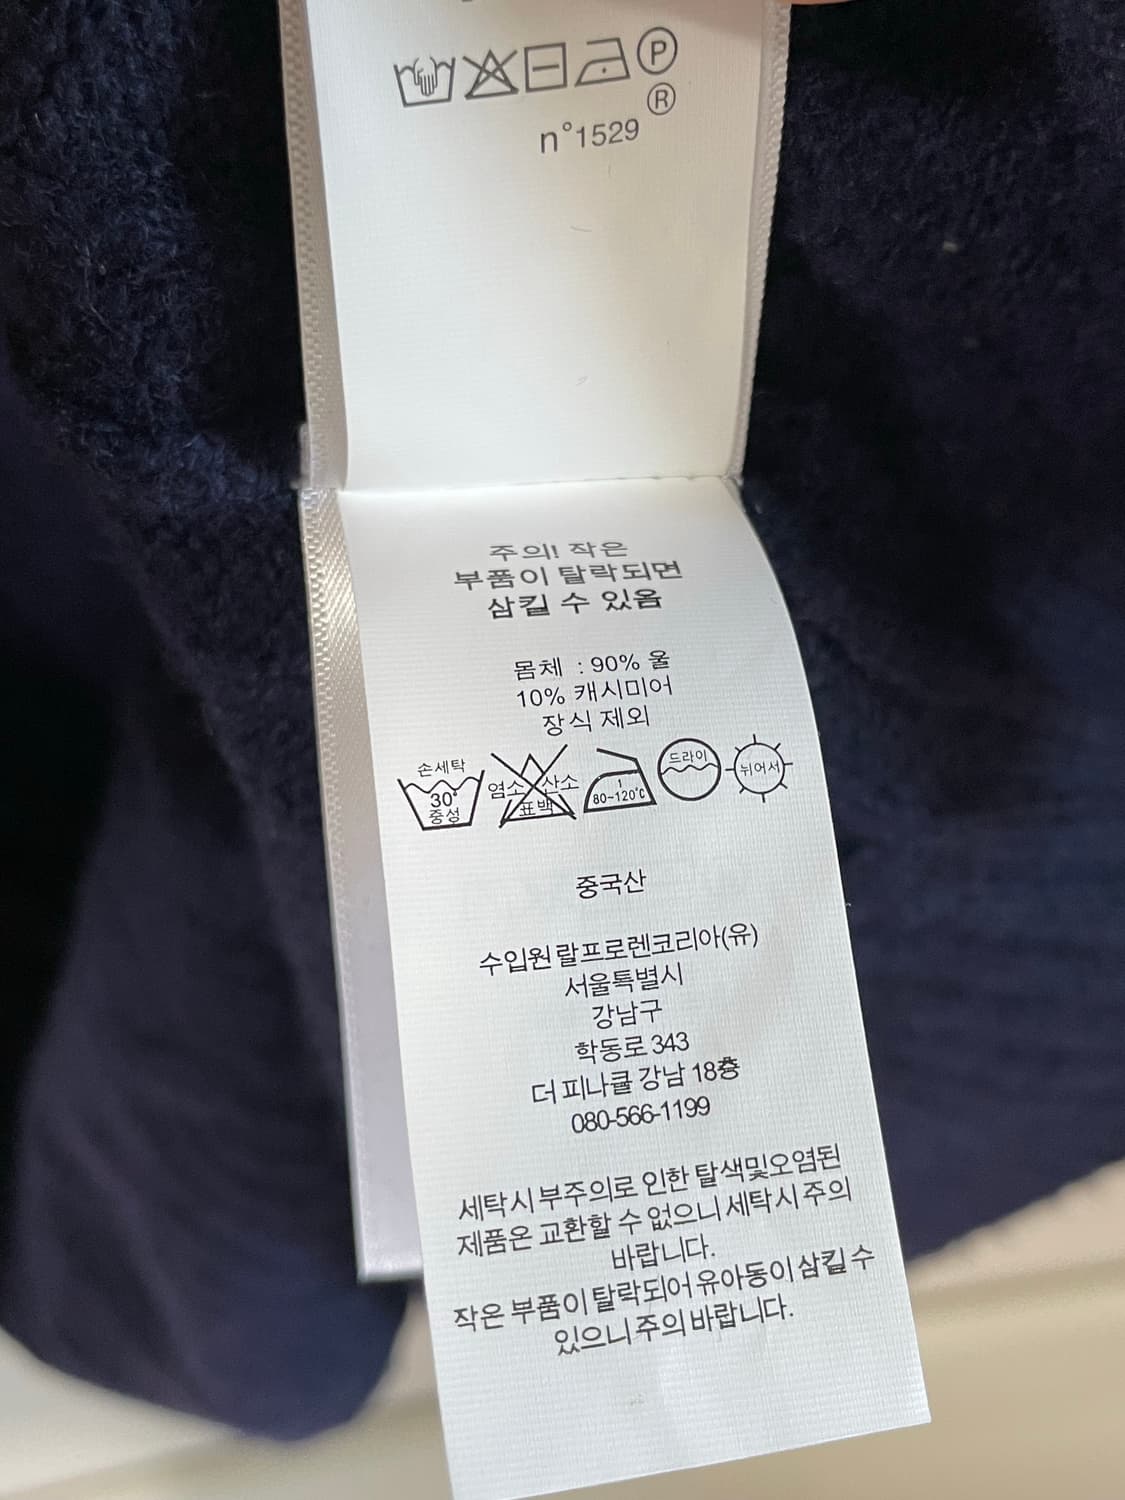 P
R
n°1529
주의! 작은
부품이 탈락되면
삼킬 수 있옴
몸체 : 90% 울
10% 캐시미어
장식 제외
손세탁
30°
중성
염소 산소
표백
80~120℃
드라이
뉘어서
중국산
수입원 랄프로렌코리아(유)
서울특별시
강남구
학동로 343
더 피나클 강남 18층
080-566-1199
세탁시 부주의로 인한 탈색및오염된
제품온 교환할 수 없으니 세탁시 주의
바랍니다.
작은 부품이 탈락되어 유아동이 삼킬 수
있으니 주의 바랍니다.